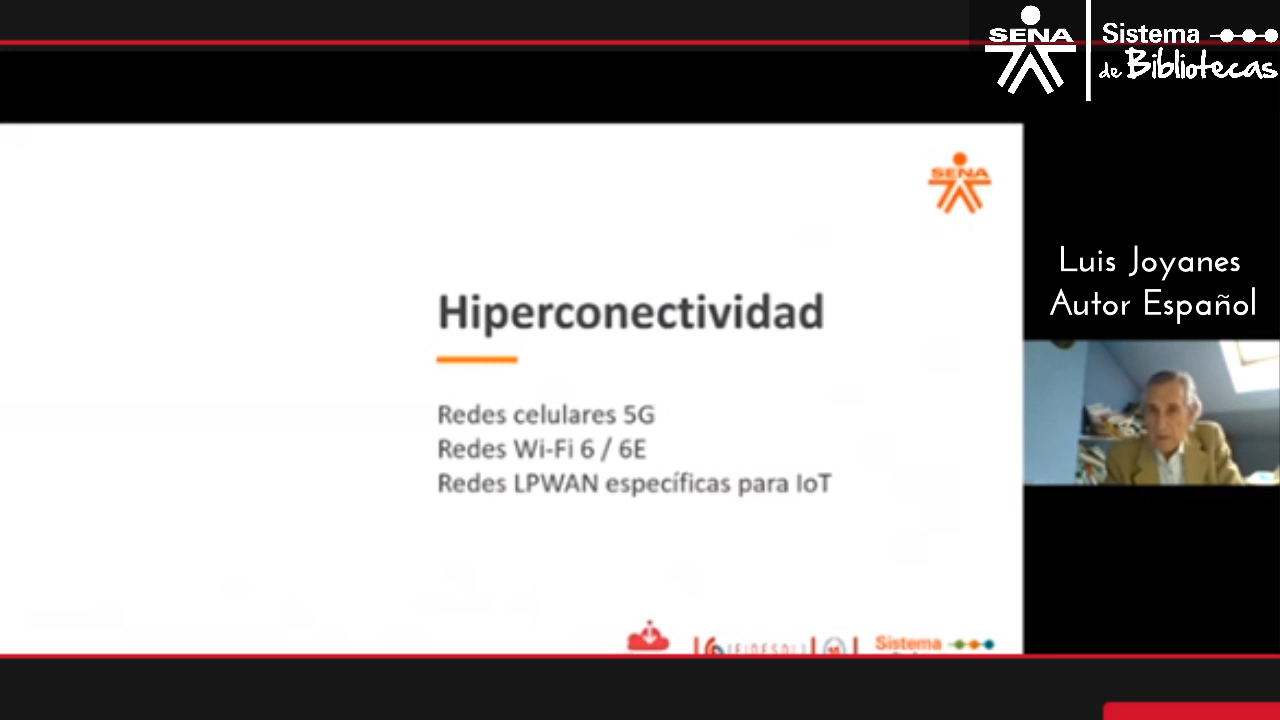 SENA
Sistema
de Bibliotecas
SENA
Luis Joyanes
Autor Español
Hiperconectividad
Redes celulares 5G
Redes Wi-Fi 6 / 6E
Redes LPWAN específicas para IoT
Sistema